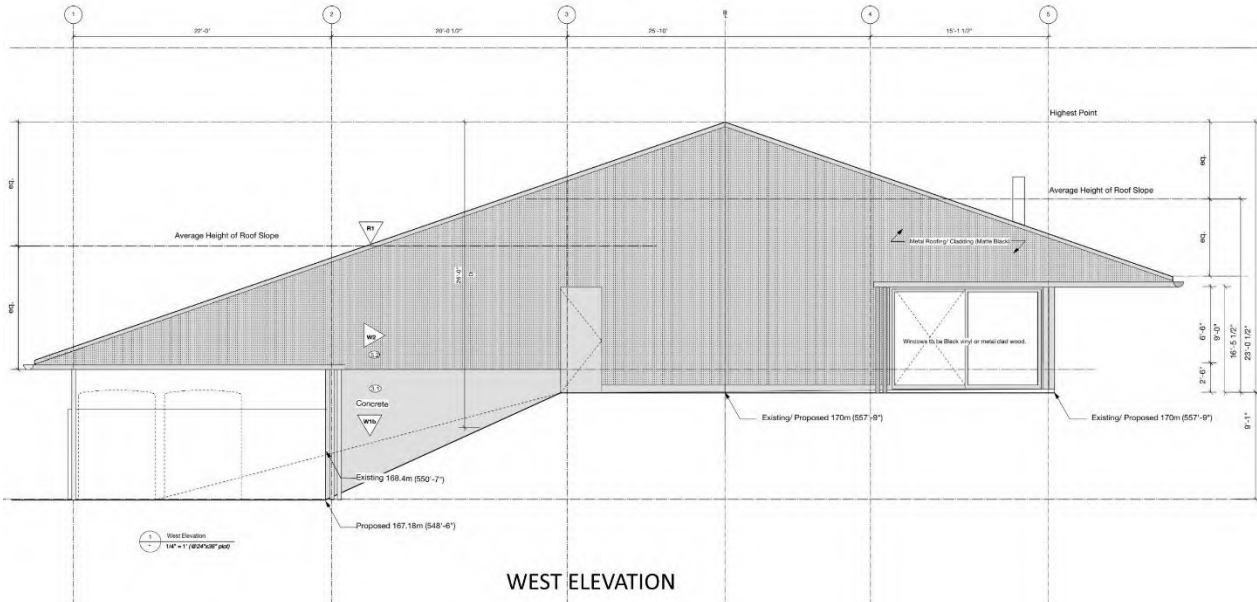 1
2
3
4
5
22'-0"
20'-0 1/2"
25'-10"
15'-1 1/2"
Highest Point
eq.
eq.
Average Height of Roof Slope
R1
Average Height of Roof Slope
Metal Roofing/ Cladding (Matte Black)
eq.
eq.
W2
Windows to be Black vinyl or metal clad wood.
6'-6"
9'-0"
16'-5 1/2"
23'-0 1/2"
2'-6"
Concrete
W1b
Existing/ Proposed 170m (557'-9")
Existing/ Proposed 170m (557'-9")
9'-1"
Existing 168.4m (550'-7")
Proposed 167.18m (548'-6")
1
West Elevation
1/4" = 1' (@24"x36" plot)
WEST ELEVATION